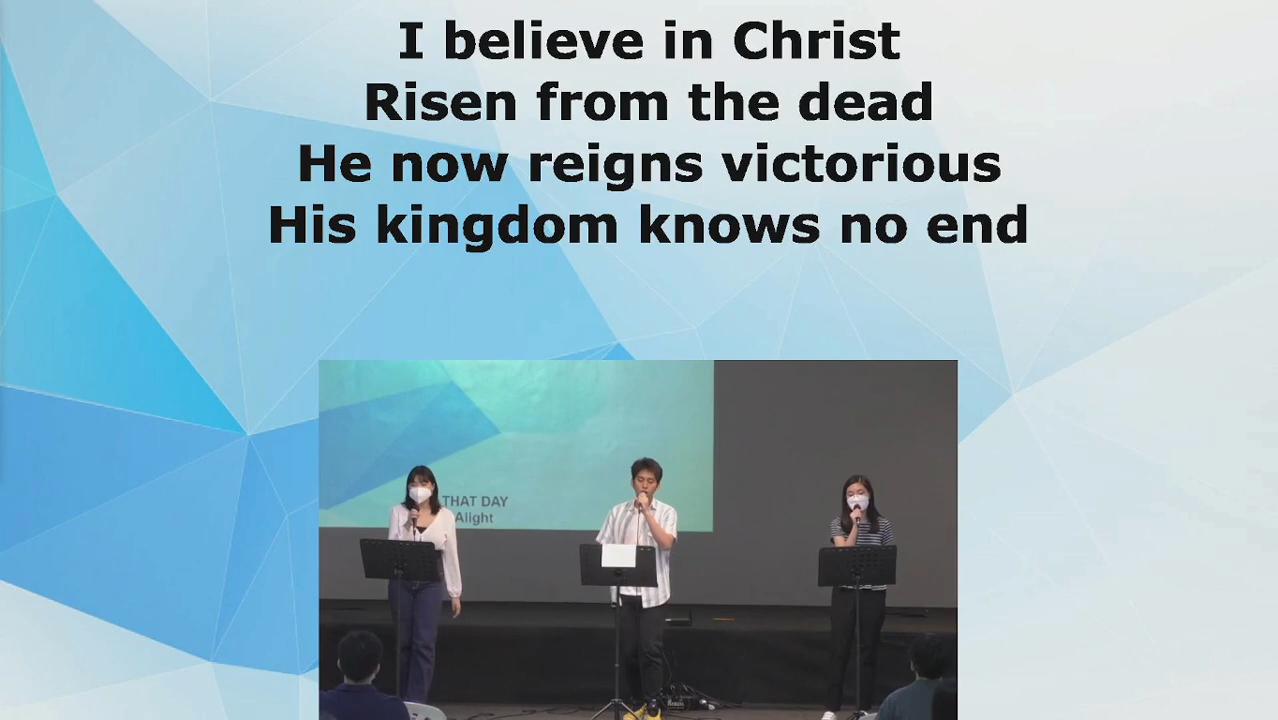 I believe in Christ
Risen from the dead
He now reigns victorious
His kingdom knows no end
THAT DAY
Alight